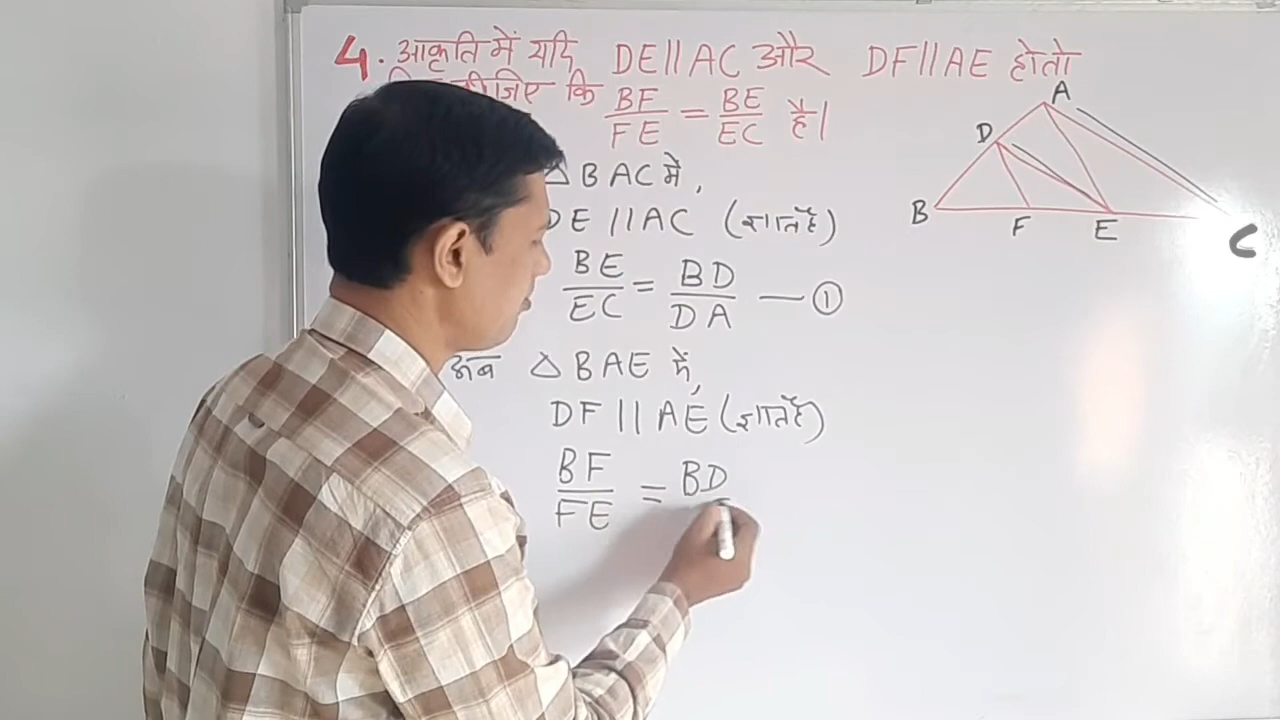 4. आकृति में यदि DE||AC और DF||AE हो तो
कि BF/FE = BE/EC है।
△BAC में,
DE||AC (ज्ञात है)
BE/EC = BD/DA — ①
अब △BAE में,
DF||AE (ज्ञात है)
BF/FE = BD
A
D
B
F
E
C